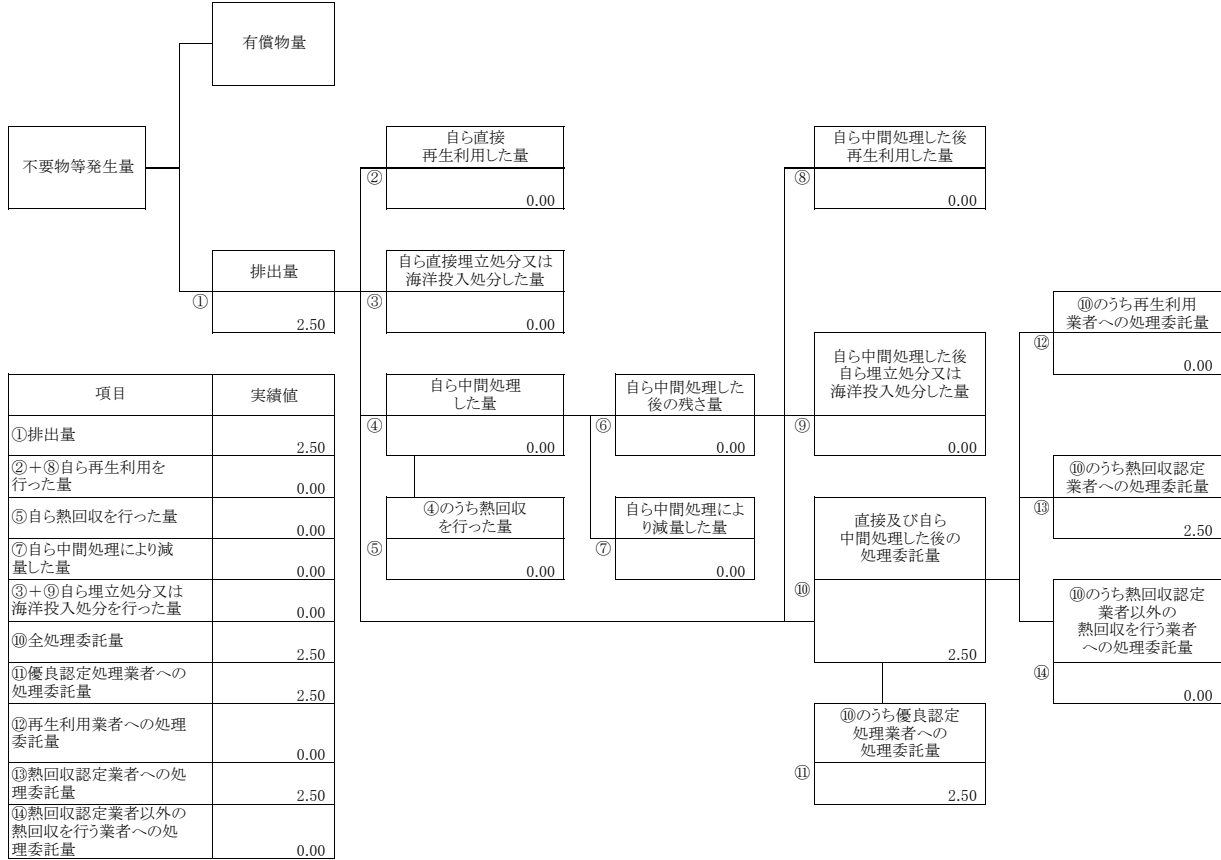 有償物量
不要物等発生量
自ら直接
再生利用した量
②
0.00
自ら中間処理した後
再生利用した量
⑧
0.00
排出量
①
2.50
自ら直接埋立処分又は
海洋投入処分した量
③
0.00
⑩のうち再生利用
業者への処理委託量
⑫
0.00
自ら中間処理
した量
④
0.00
自ら中間処理した
後の残さ量
⑥
0.00
自ら中間処理した後
自ら埋立処分又は
海洋投入処分した量
⑨
0.00
⑩のうち熱回収認定
業者への処理委託量
⑬
2.50
④のうち熱回収
を行った量
⑤
0.00
自ら中間処理によ
り減量した量
⑦
0.00
直接及び自ら
中間処理した後の
処理委託量
⑩
2.50
⑩のうち熱回収認定
業者以外の
熱回収を行う業者
への処理委託量
⑭
0.00
⑩のうち優良認定
処理業者への
処理委託量
⑪
2.50
項目 実績値
①排出量
2.50
②+⑧自ら再生利用を
行った量
0.00
⑤自ら熱回収を行った量
0.00
⑦自ら中間処理により減
量した量
0.00
③+⑨自ら埋立処分又は
海洋投入処分を行った量
0.00
⑩全処理委託量
2.50
⑪優良認定処理業者への
処理委託量
2.50
⑫再生利用業者への処理
委託量
0.00
⑬熱回収認定業者への処
理委託量
2.50
⑭熱回収認定業者以外の
熱回収を行う業者への処
理委託量
0.00